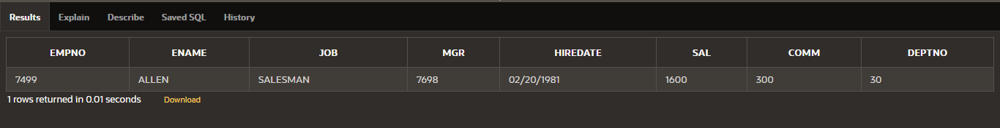 Results Explain Describe Saved SQL History
EMPNO ENAME JOB MGR HIREDATE SAL COMM DEPTNO
7499 ALLEN SALESMAN 7698 02/20/1981 1600 300 30
1 rows returned in 0.01 seconds Download